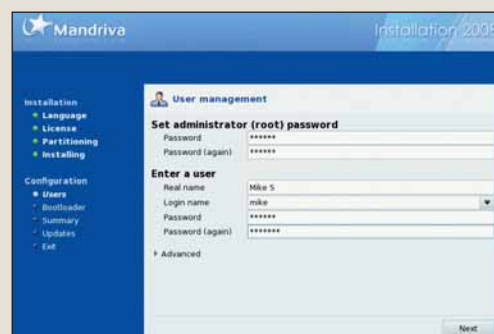 Mandriva
Installation
Installation
Language
License
Partitioning
Installing
Configuration
Users
Bootloader
Summary
Updates
Exit
User management
Set administrator (root) password
Password ******
Password (again) ******
Enter a user
Real name Mike S
Login name mike
Password ******
Password (again) *******
Advanced
Next